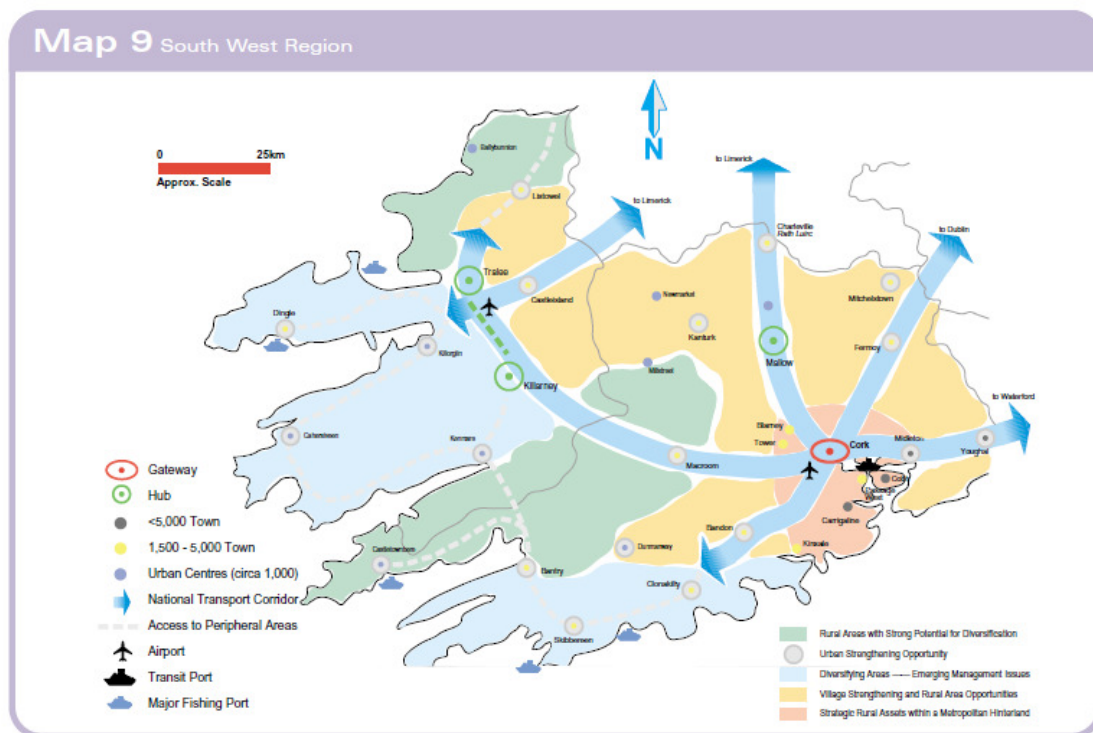 Map 9 South West Region
0 25km
Approx. Scale
N
to Limerick
to Limerick
to Dublin
to Waterford
Ballybunnion
Listowel
Tralee
Castleisland
Charleville
Rath Luirc
Newmarket
Kanturk
Mitchelstown
Fermoy
Mallow
Millstreet
Dingle
Killorglin
Killarney
Cahersiveen
Kenmare
Macroom
Blarney
Tower
Cork
Midleton
Youghal
Cobh
Passage
West
Carrigaline
Bandon
Kinsale
Dunmanway
Castletownbere
Bantry
Clonakilty
Skibbereen
Gateway
Hub
<5,000 Town
1,500 - 5,000 Town
Urban Centres (circa 1,000)
National Transport Corridor
Access to Peripheral Areas
Airport
Transit Port
Major Fishing Port
Rural Areas with Strong Potential for Diversification
Urban Strengthening Opportunity
Diversifying Areas —— Emerging Management Issues
Village Strengthening and Rural Area Opportunities
Strategic Rural Assets within a Metropolitan Hinterland